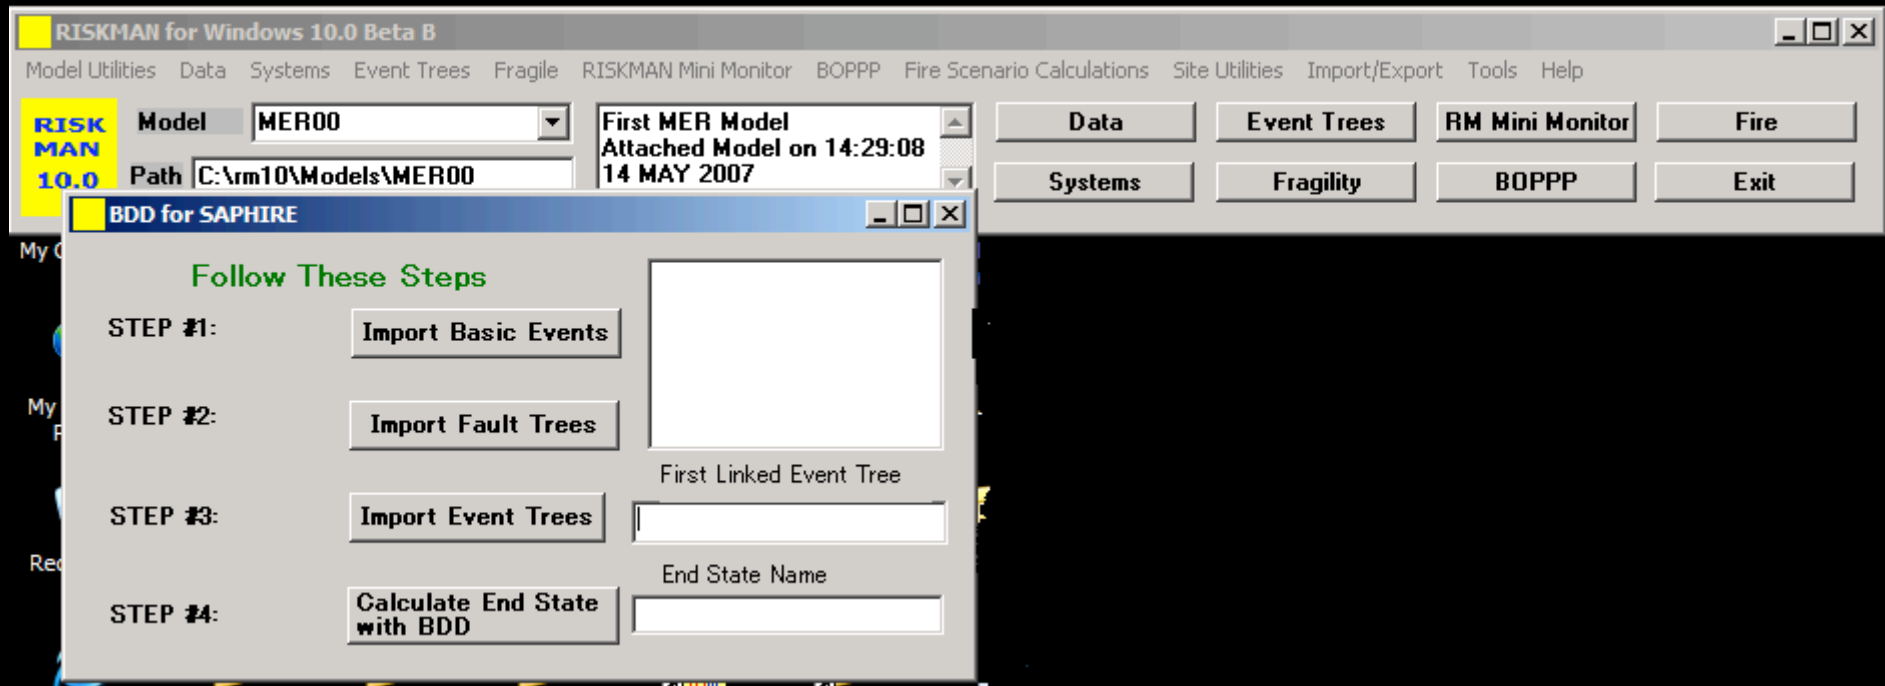 RISKMAN for Windows 10.0 Beta B
Model Utilities Data Systems Event Trees Fragile RISKMAN Mini Monitor BOPPP Fire Scenario Calculations Site Utilities Import/Export Tools Help
RISK
MAN
10.0
Model MER00
Path C:\rm10\Models\MER00
First MER Model
Attached Model on 14:29:08
14 MAY 2007
Data Event Trees RM Mini Monitor Fire
Systems Fragility BOPPP Exit
BDD for SAPHIRE
My
Follow These Steps
STEP #1: Import Basic Events
My
STEP #2: Import Fault Trees
First Linked Event Tree
STEP #3: Import Event Trees
Rec
End State Name
STEP #4: Calculate End State
with BDD